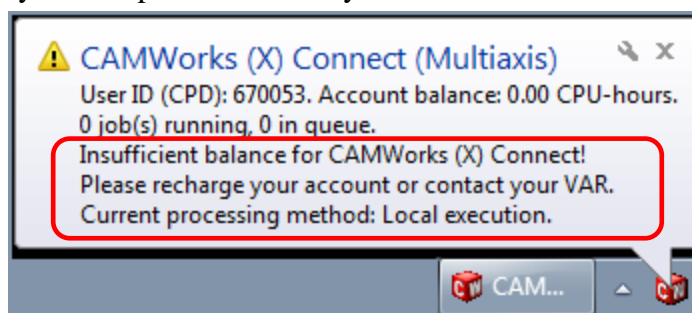 CAMWorks (X) Connect (Multiaxis)
User ID (CPD): 670053. Account balance: 0.00 CPU-hours.
0 job(s) running, 0 in queue.
Insufficient balance for CAMWorks (X) Connect!
Please recharge your account or contact your VAR.
Current processing method: Local execution.
CAM...